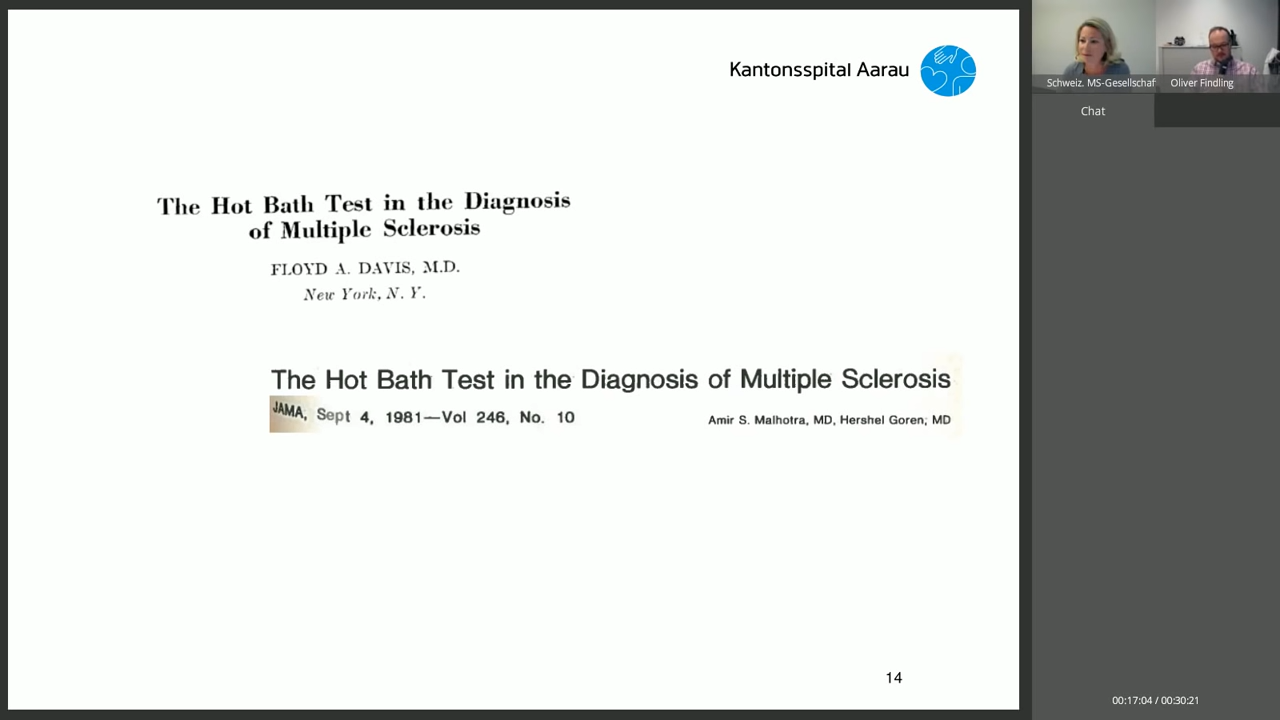 Kantonsspital Aarau
The Hot Bath Test in the Diagnosis
of Multiple Sclerosis
FLOYD A. DAVIS, M.D.
New York, N. Y.
The Hot Bath Test in the Diagnosis of Multiple Sclerosis
JAMA, Sept 4, 1981—Vol 246, No. 10
Amir S. Malhotra, MD, Hershel Goren, MD
14
Schweiz. MS-Gesellschaf
Oliver Findling
Chat
00:17:04 / 00:30:21